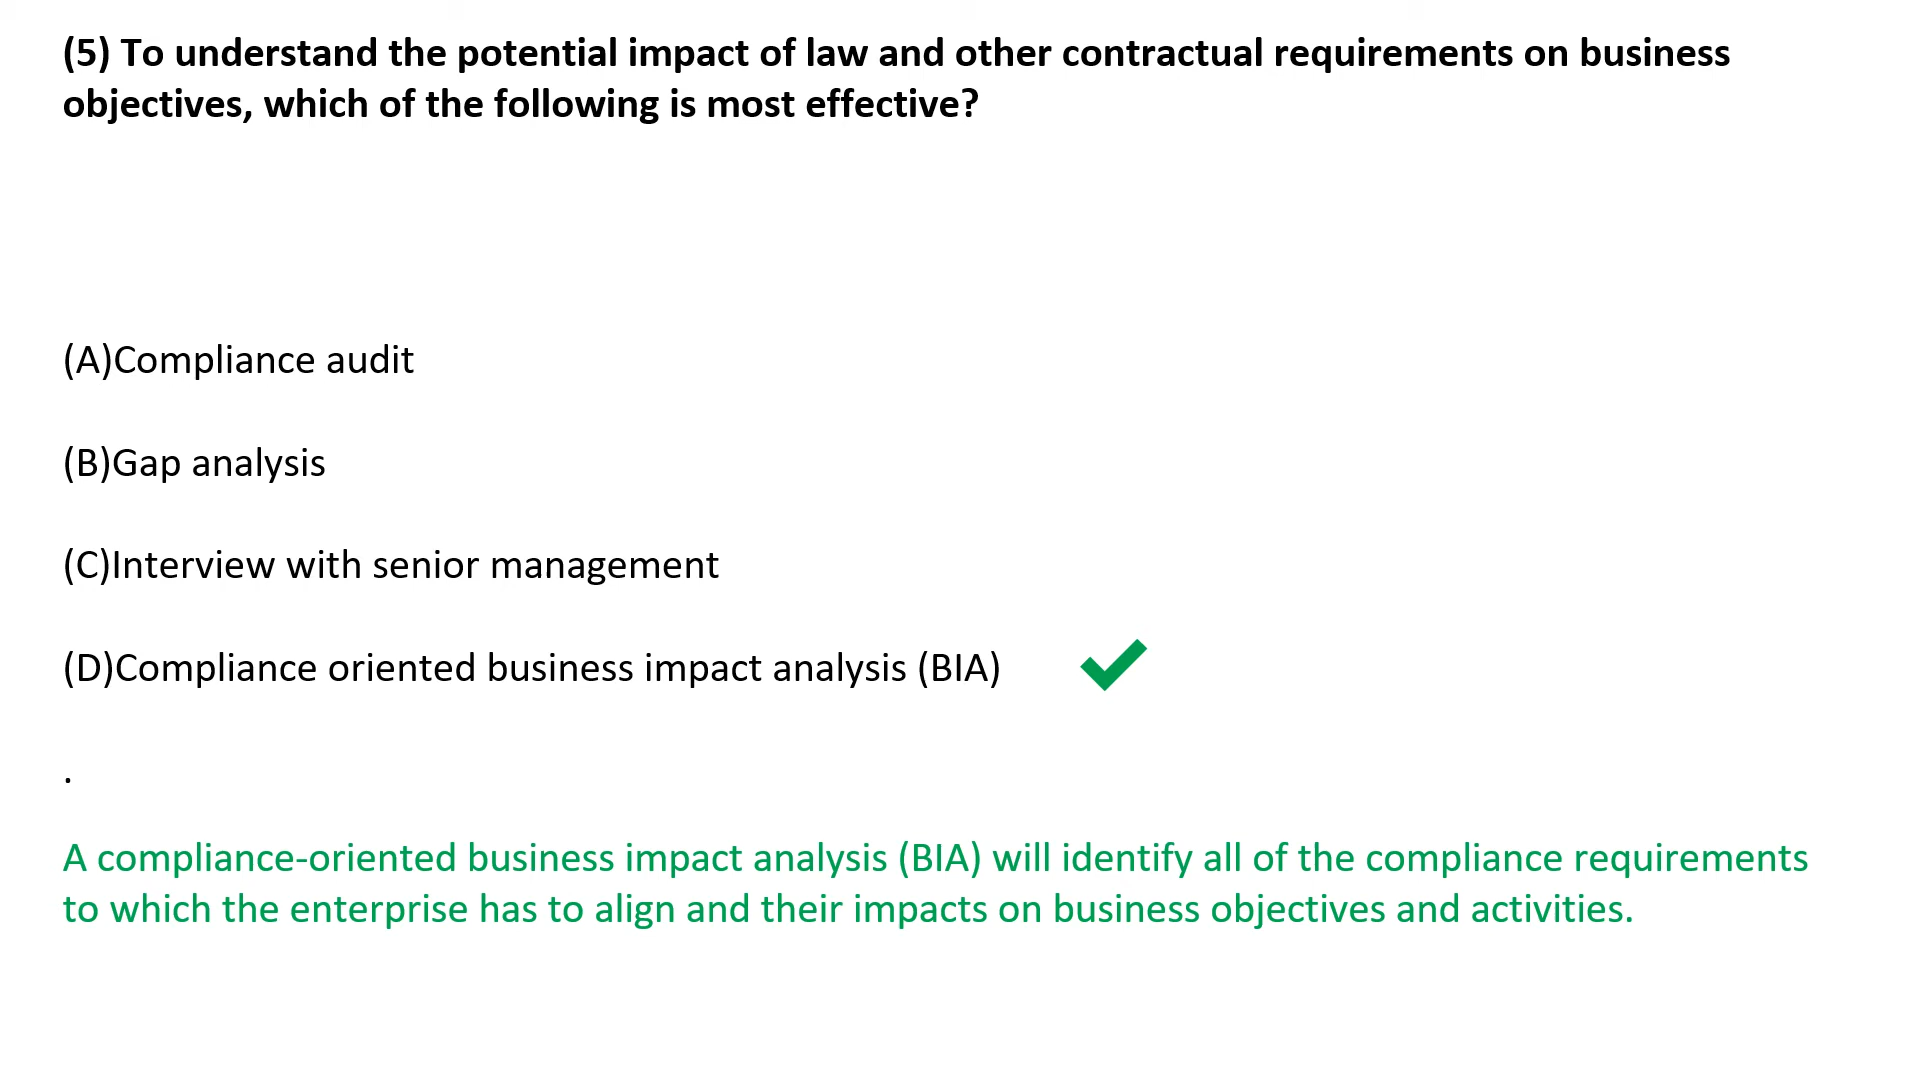 (5) To understand the potential impact of law and other contractual requirements on business
objectives, which of the following is most effective?
(A)Compliance audit
(B)Gap analysis
(C)Interview with senior management
(D)Compliance oriented business impact analysis (BIA)
.
A compliance-oriented business impact analysis (BIA) will identify all of the compliance requirements
to which the enterprise has to align and their impacts on business objectives and activities.